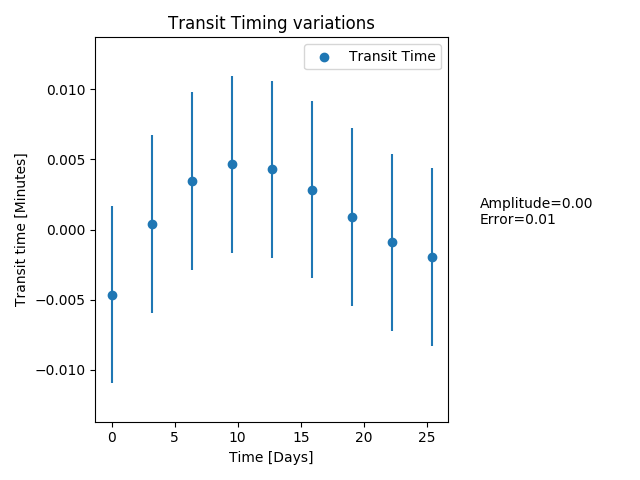 Transit Timing variations
Transit Time
0.010
0.005
0.000
−0.005
−0.010
Transit time [Minutes]
0
5
10
15
20
25
Time [Days]
Amplitude=0.00
Error=0.01